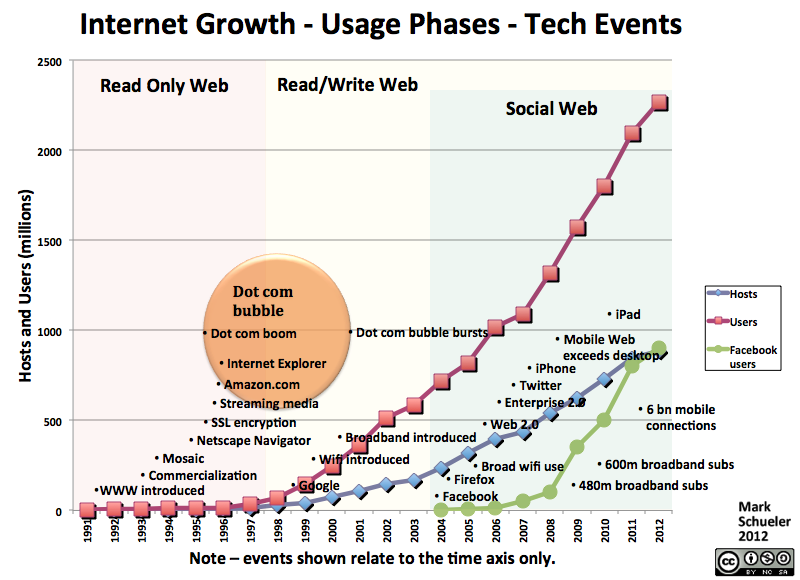 Internet Growth - Usage Phases - Tech Events
Hosts and Users (millions)
2500
2000
1500
1000
500
0
Read Only Web
Read/Write Web
Social Web
Dot com
bubble
• Dot com boom
• Internet Explorer
• Amazon.com
• Streaming media
• SSL encryption
• Netscape Navigator
• Mosaic
• Commercialization
• WWW introduced
• Dot com bubble bursts
• Broadband introduced
• Wifi introduced
• Google
• iPad
• Mobile Web
exceeds desktop
• iPhone
• Twitter
• Enterprise 2.0
• Web 2.0
• Broad wifi use
• Firefox
• Facebook
• 6 bn mobile
connections
• 600m broadband subs
• 480m broadband subs
1991
1992
1993
1994
1995
1996
1997
1998
1999
2000
2001
2002
2003
2004
2005
2006
2007
2008
2009
2010
2011
2012
Note – events shown relate to the time axis only.
Hosts
Users
Facebook
users
Mark
Schueler
2012
cc
BY NC SA